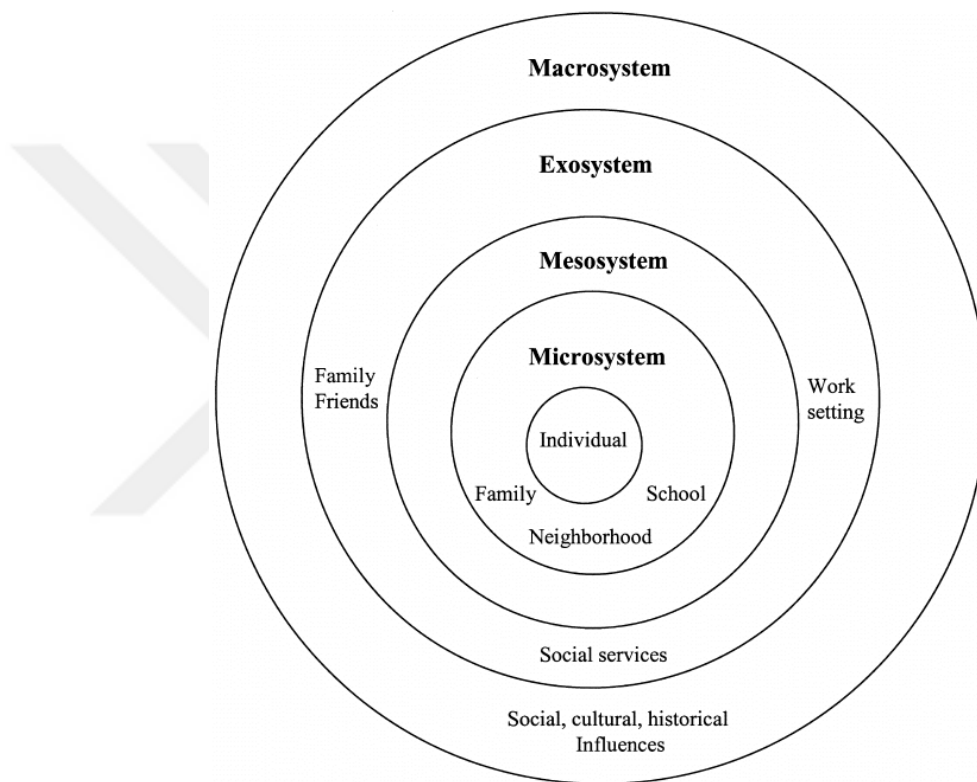 Macrosystem
Exosystem
Mesosystem
Microsystem
Family
Friends
Work
setting
Individual
Family
School
Neighborhood
Social services
Social, cultural, historical
Influences